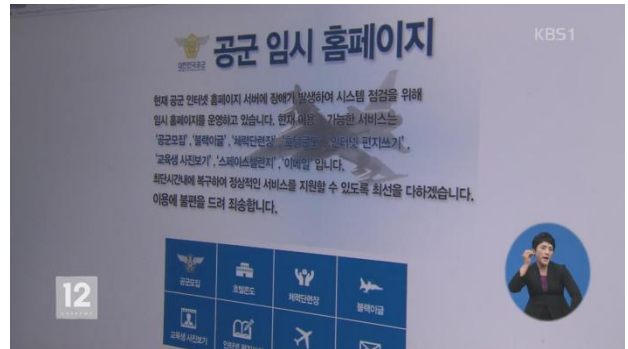 KBS1
대한민국공군
공군 임시 홈페이지
현재 공군 인터넷 홈페이지 서버에 장애가 발생하여 시스템 점검을 위해
임시 홈페이지를 운영하고 있습니다. 현재 이용 가능한 서비스는
'공군모집', '블랙이글', '체력단련장', 인터넷 편지쓰기',
'교육생 사진보기', '스페이스챌린지', '이메일' 입니다.
최단시간내에 복구하여 정상적인 서비스를 지원할 수 있도록 최선을 다하겠습니다.
이용에 불편을 드려 죄송합니다.
공군모집
체력단련장
블랙이글
교육생 사진보기
12